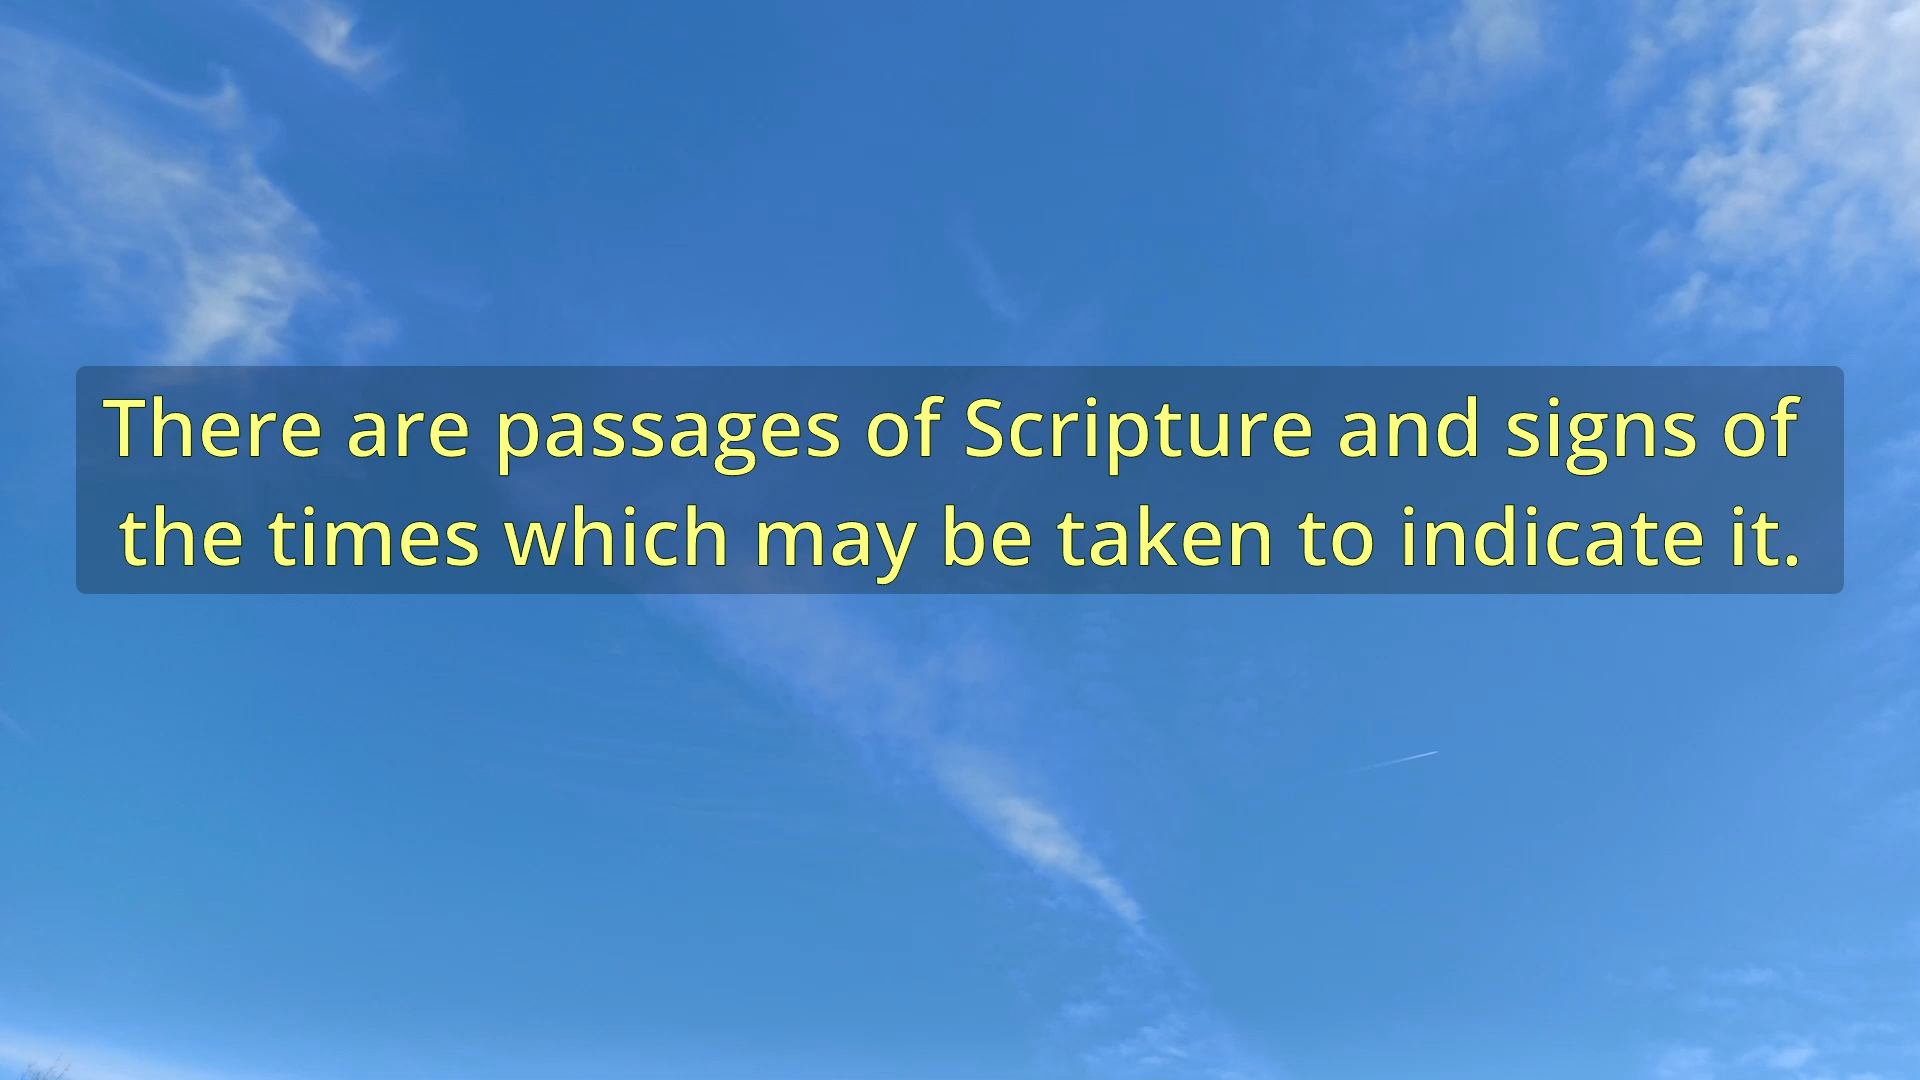 There are passages of Scripture and signs of
the times which may be taken to indicate it.